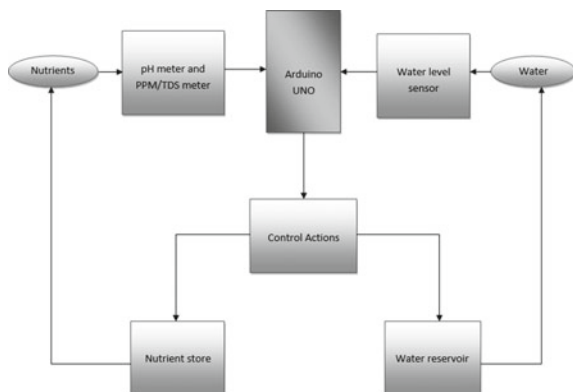 Nutrients
pH meter and
PPM/TDS meter
Arduino
UNO
Water level
sensor
Water
Control Actions
Nutrient store
Water reservoir